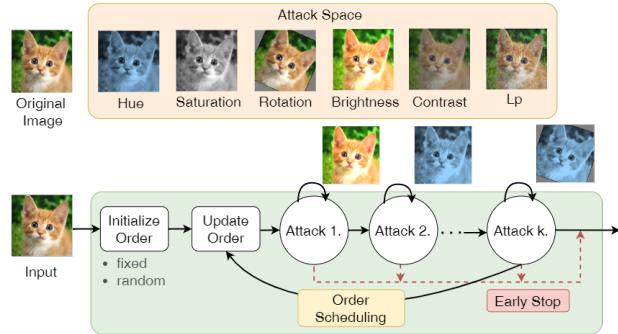 Attack Space
Original
Image
Hue
Saturation
Rotation
Brightness
Contrast
Lp
Input
Initialize
Order
Update
Order
Attack 1.
Attack 2.
...
Attack k.
• fixed
• random
Order
Scheduling
Early Stop